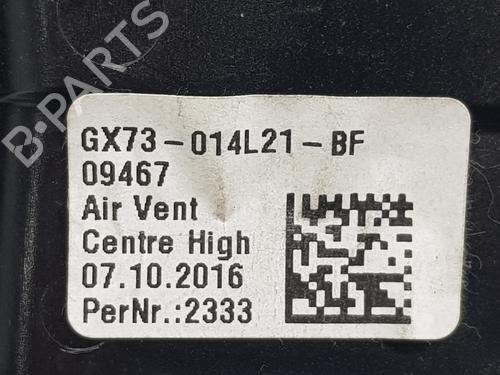 B-PARTS
GX73-014L21-BF
09467
Air Vent
Centre High
07.10.2016
PerNr.:2333